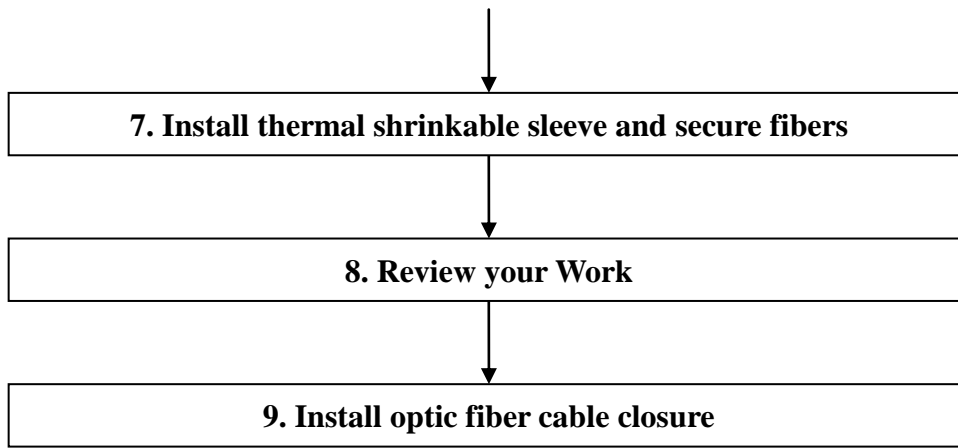 7. Install thermal shrinkable sleeve and secure fibers
8. Review your Work
9. Install optic fiber cable closure